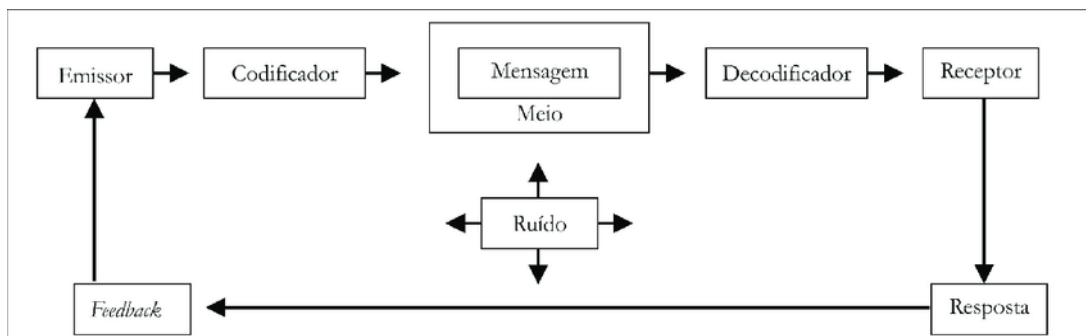 Emissor
Codificador
Mensagem
Meio
Decodificador
Receptor
Ruído
Feedback
Resposta